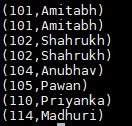 (101,Amitabh)
(101,Amitabh)
(102,Shahrukh)
(102,Shahrukh)
(104,Anubhav)
(105,Pawan)
(110,Priyanka)
(114,Madhuri)